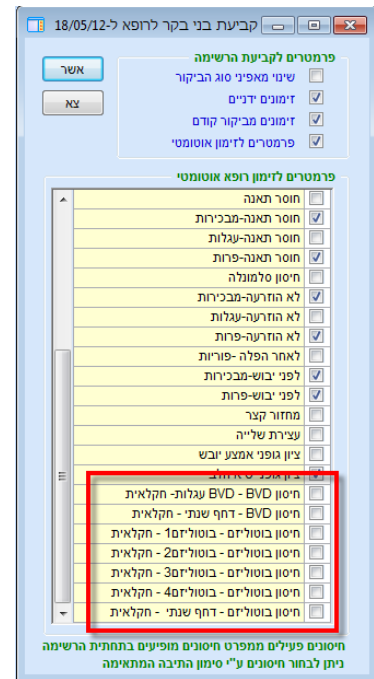 קביעת בני בקר לרופא ל-18/05/12
פרמטרים לקביעת הרשימה
שינוי מאפיני סוג הביקור
זימונים ידניים
זימונים מביקור קודם
פרמטרים לזימון אוטומטי
אשר
צא
פרמטרים לזימון רופא אוטומטי
חוסר תאנה
חוסר תאנה-מבכירות
חוסר תאנה-עגלות
חוסר תאנה-פרות
חיסון סלמונלה
לא הוזרעה-מבכירות
לא הוזרעה-עגלות
לא הוזרעה-פרות
לאחר הפלה -פוריות
לפני יבוש-מבכירות
לפני יבוש-פרות
מחזור קצר
עצירת שלייה
ציון גופני אמצע יובש
ציון גופני
חיסון BVD - BVD עגלות- חקלאית
חיסון BVD - דחף שנתי - חקלאית
חיסון בוטוליזם - בוטוליזם1 - חקלאית
חיסון בוטוליזם - בוטוליזם2 - חקלאית
חיסון בוטוליזם - בוטוליזם3 - חקלאית
חיסון בוטוליזם - בוטוליזם4 - חקלאית
חיסון בוטוליזם - דחף שנתי - חקלאית
חיסונים פעילים ממפרט חיסונים מופיעים בתחתית הרשימה
ניתן לבחור חיסונים ע"י סימון התיבה המתאימה